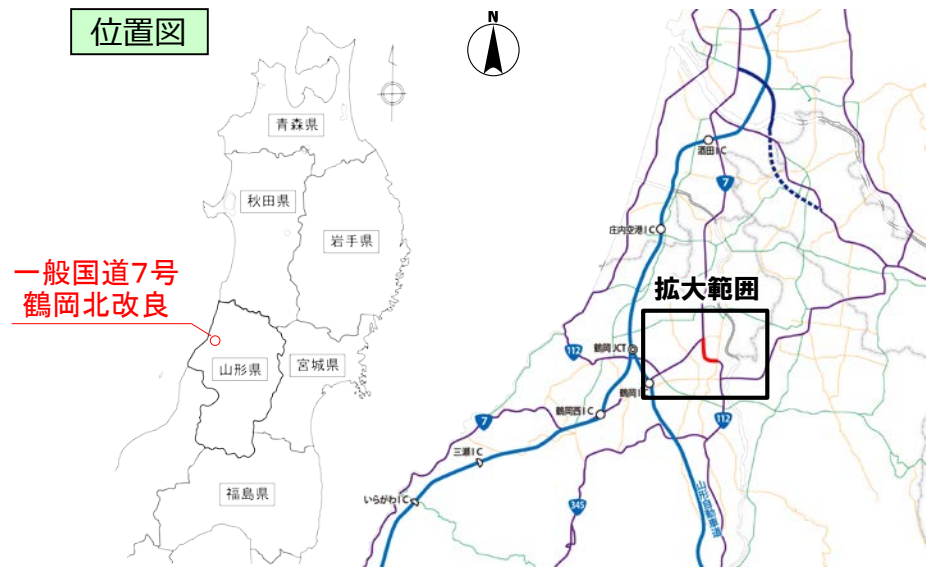 位置図
青森県
秋田県
岩手県
一般国道7号
鶴岡北改良
山形県
宮城県
福島県
N
酒田IC
7
庄内空港IC
拡大範囲
112
鶴岡JCT
鶴岡IC
鶴岡西IC
7
112
三瀬IC
いらがわIC
345
山形自動車道